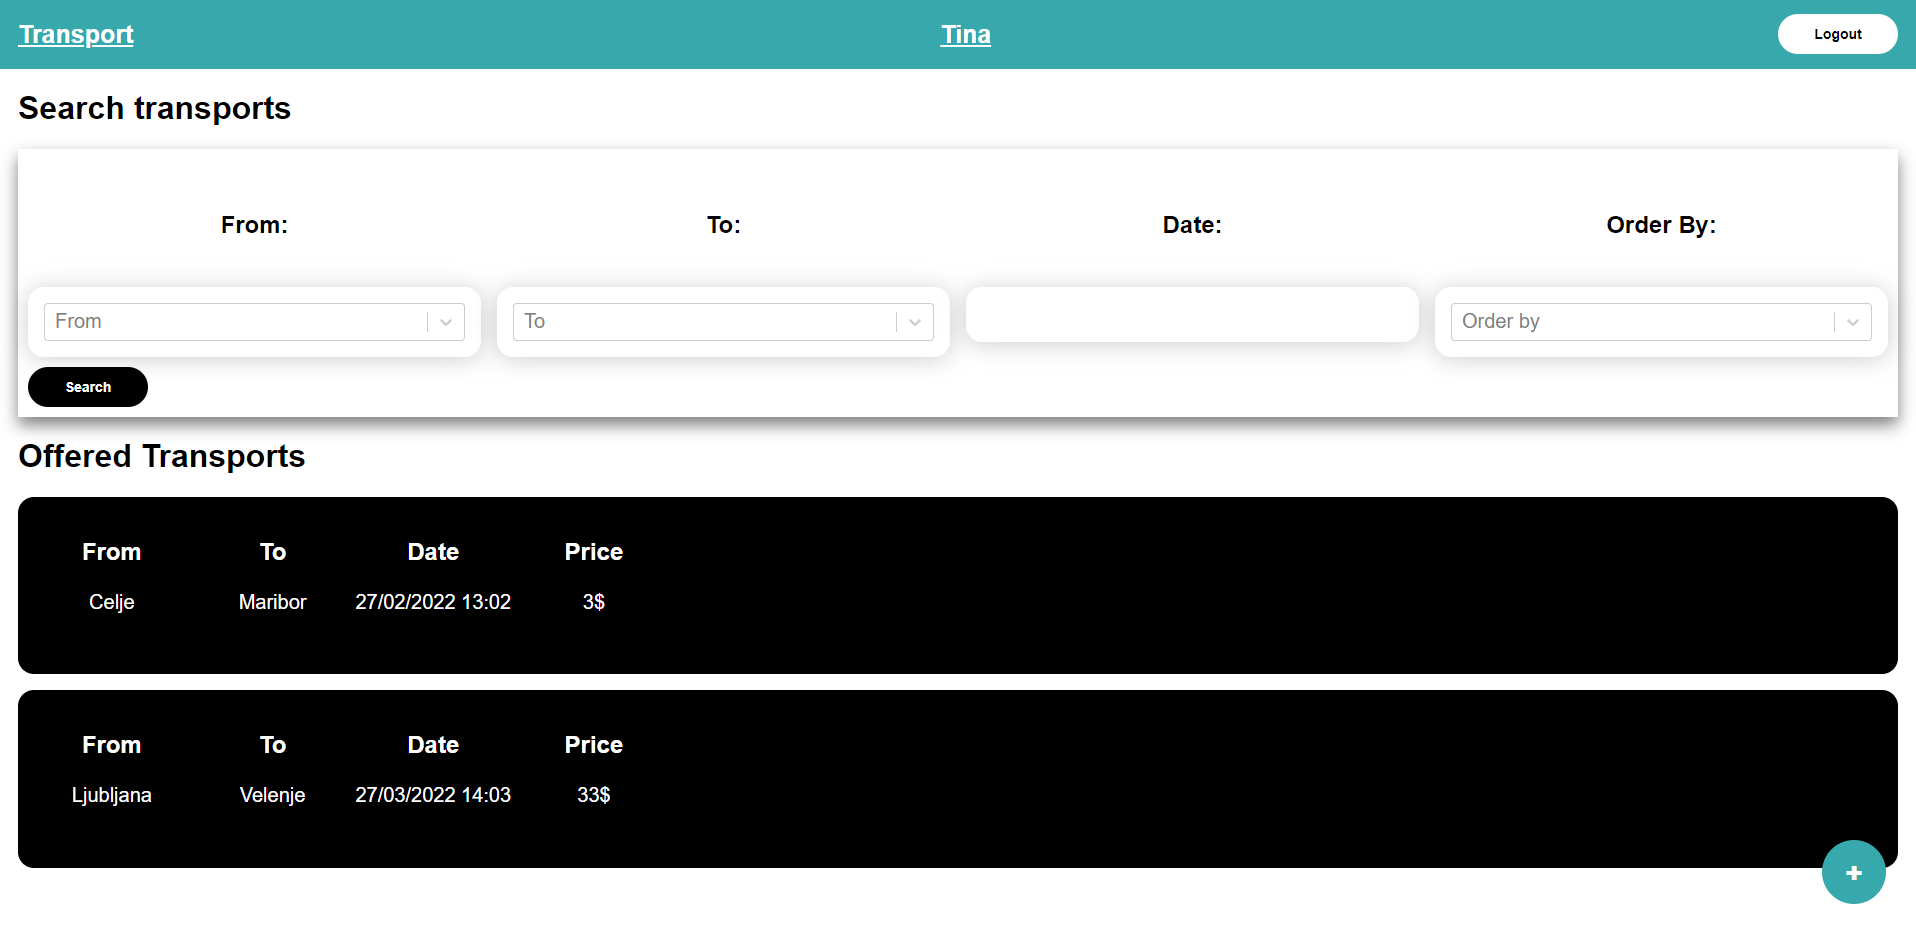 Transport Tina Logout
Search transports
From: To: Date: Order By:
From To Order by
Search
Offered Transports
From To Date Price
Celje Maribor 27/02/2022 13:02 3$
From To Date Price
Ljubljana Velenje 27/03/2022 14:03 33$
+